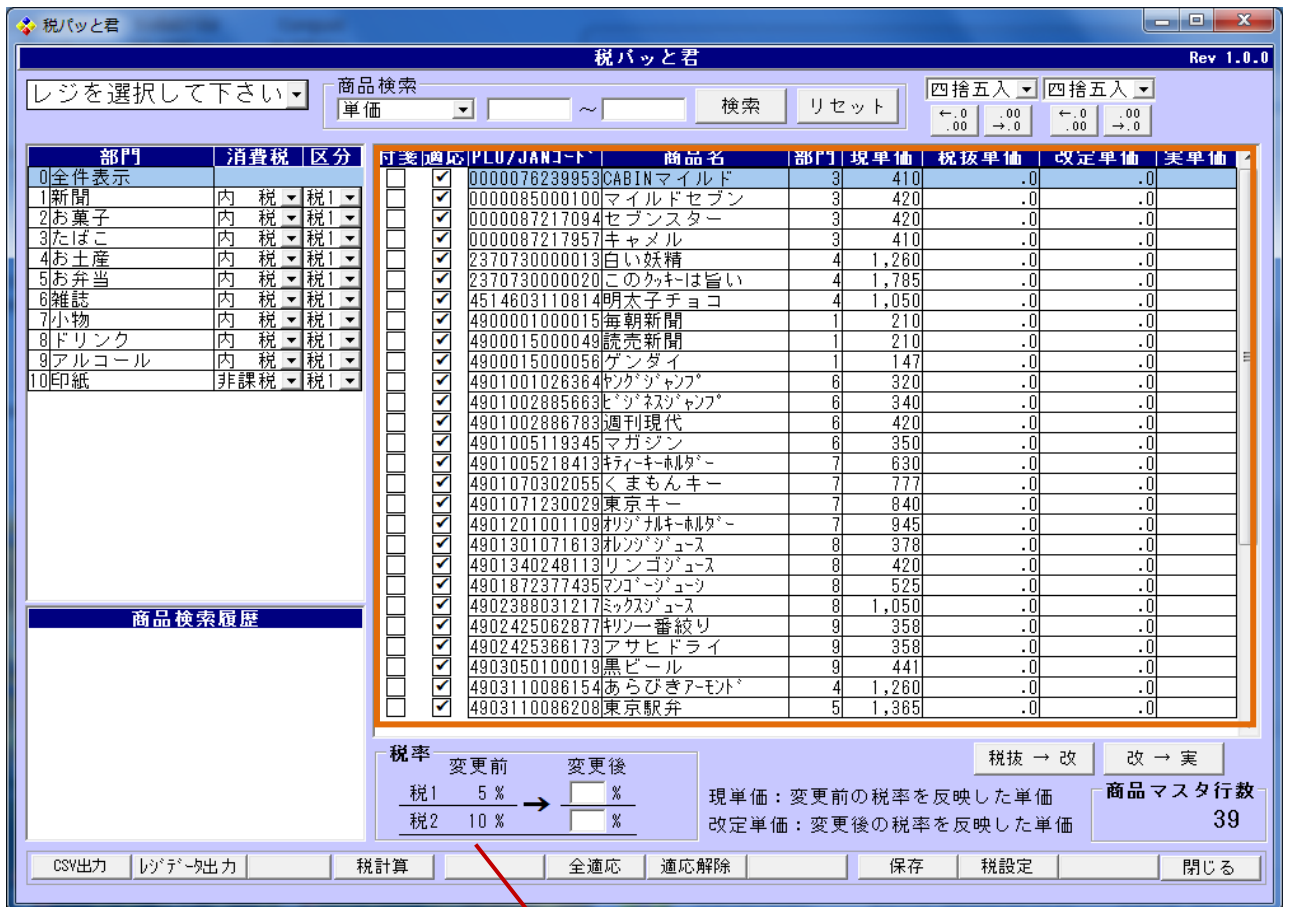 税パッと君
税パッと君 Rev 1.0.0
レジを選択して下さい
商品検索
単価 ～ 検索 リセット
四捨五入 四捨五入
←.0 .00 .00 →.0 ←.0 .00 .00 →.0
部門 消費税 区分
0 全件表示
1 新聞 内 税 税1
2 お菓子 内 税 税1
3 たばこ 内 税 税1
4 お土産 内 税 税1
5 お弁当 内 税 税1
6 雑誌 内 税 税1
7 小物 内 税 税1
8 ドリンク 内 税 税1
9 アルコール 内 税 税1
10 印紙 非課税 税1
商品検索履歴
付箋 適応 PLU/JANコード 商品名 部門 現単価 税抜単価 改定単価 実単価
0000076239953 CABINマイルド 3 410 .0 .0
0000085000100 マイルドセブン 3 420 .0 .0
0000087217094 セブンスター 3 420 .0 .0
0000087217957 キャメル 3 410 .0 .0
2370730000013 白い妖精 4 1,260 .0 .0
2370730000020 このクッキーは旨い 4 1,785 .0 .0
4514603110814 明太子チョコ 4 1,050 .0 .0
4900001000015 毎朝新聞 1 210 .0 .0
4900015000049 読売新聞 1 210 .0 .0
4900015000056 ゲンダイ 1 147 .0 .0
4901001026364 ヤングジャンプ 6 320 .0 .0
4901002885663 ビジネスジャンプ 6 340 .0 .0
4901002886783 週刊現代 6 420 .0 .0
4901005119345 マガジン 6 350 .0 .0
4901005218413 キティーキーホルダー 7 630 .0 .0
4901070302055 くまもんキー 7 777 .0 .0
4901071230029 東京キー 7 840 .0 .0
4901201001109 オリジナルキーホルダー 7 945 .0 .0
4901301071613 オレンジジュース 8 378 .0 .0
4901340248113 リンゴジュース 8 420 .0 .0
4901872377435 マンゴージューシ 8 525 .0 .0
4902388031217 ミックスジュース 8 1,050 .0 .0
4902425062877 キリン一番絞り 9 358 .0 .0
4902425366173 アサヒドライ 9 358 .0 .0
4903050100019 黒ビール 9 441 .0 .0
4903110086154 あらびきアーモンド 4 1,260 .0 .0
4903110086208 東京駅弁 5 1,365 .0 .0
税率
変更前 変更後
税1 5 % → %
税2 10 % %
税抜 → 改 改 → 実
現単価：変更前の税率を反映した単価
改定単価：変更後の税率を反映した単価
商品マスタ行数
39
CSV出力 レジデータ出力 税計算 全適応 適応解除 保存 税設定 閉じる